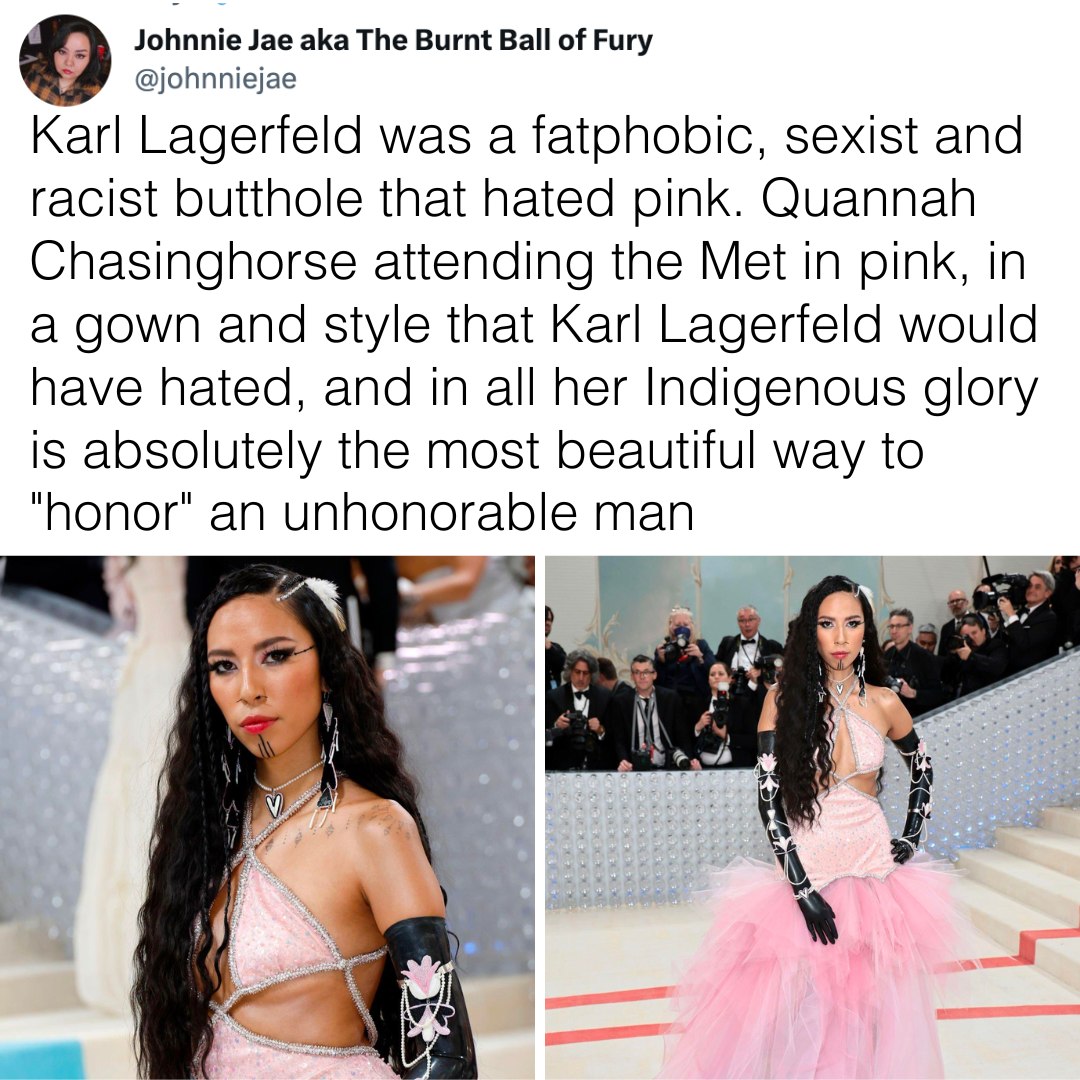 Johnnie Jae aka The Burnt Ball of Fury
@johnniejae
Karl Lagerfeld was a fatphobic, sexist and
racist butthole that hated pink. Quannah
Chasinghorse attending the Met in pink, in
a gown and style that Karl Lagerfeld would
have hated, and in all her Indigenous glory
is absolutely the most beautiful way to
"honor" an unhonorable man